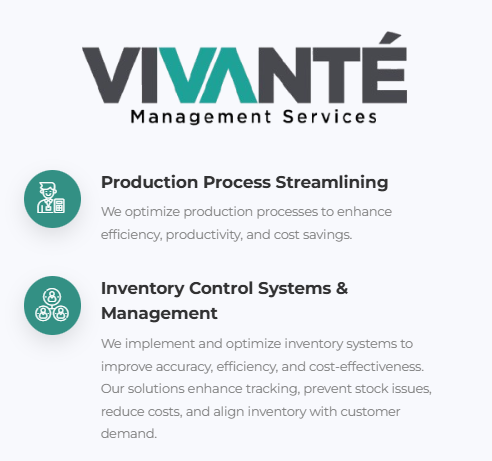 VIVANTÉ
Management Services
Production Process Streamlining
We optimize production processes to enhance
efficiency, productivity, and cost savings.
Inventory Control Systems &
Management
We implement and optimize inventory systems to
improve accuracy, efficiency, and cost-effectiveness.
Our solutions enhance tracking, prevent stock issues,
reduce costs, and align inventory with customer
demand.